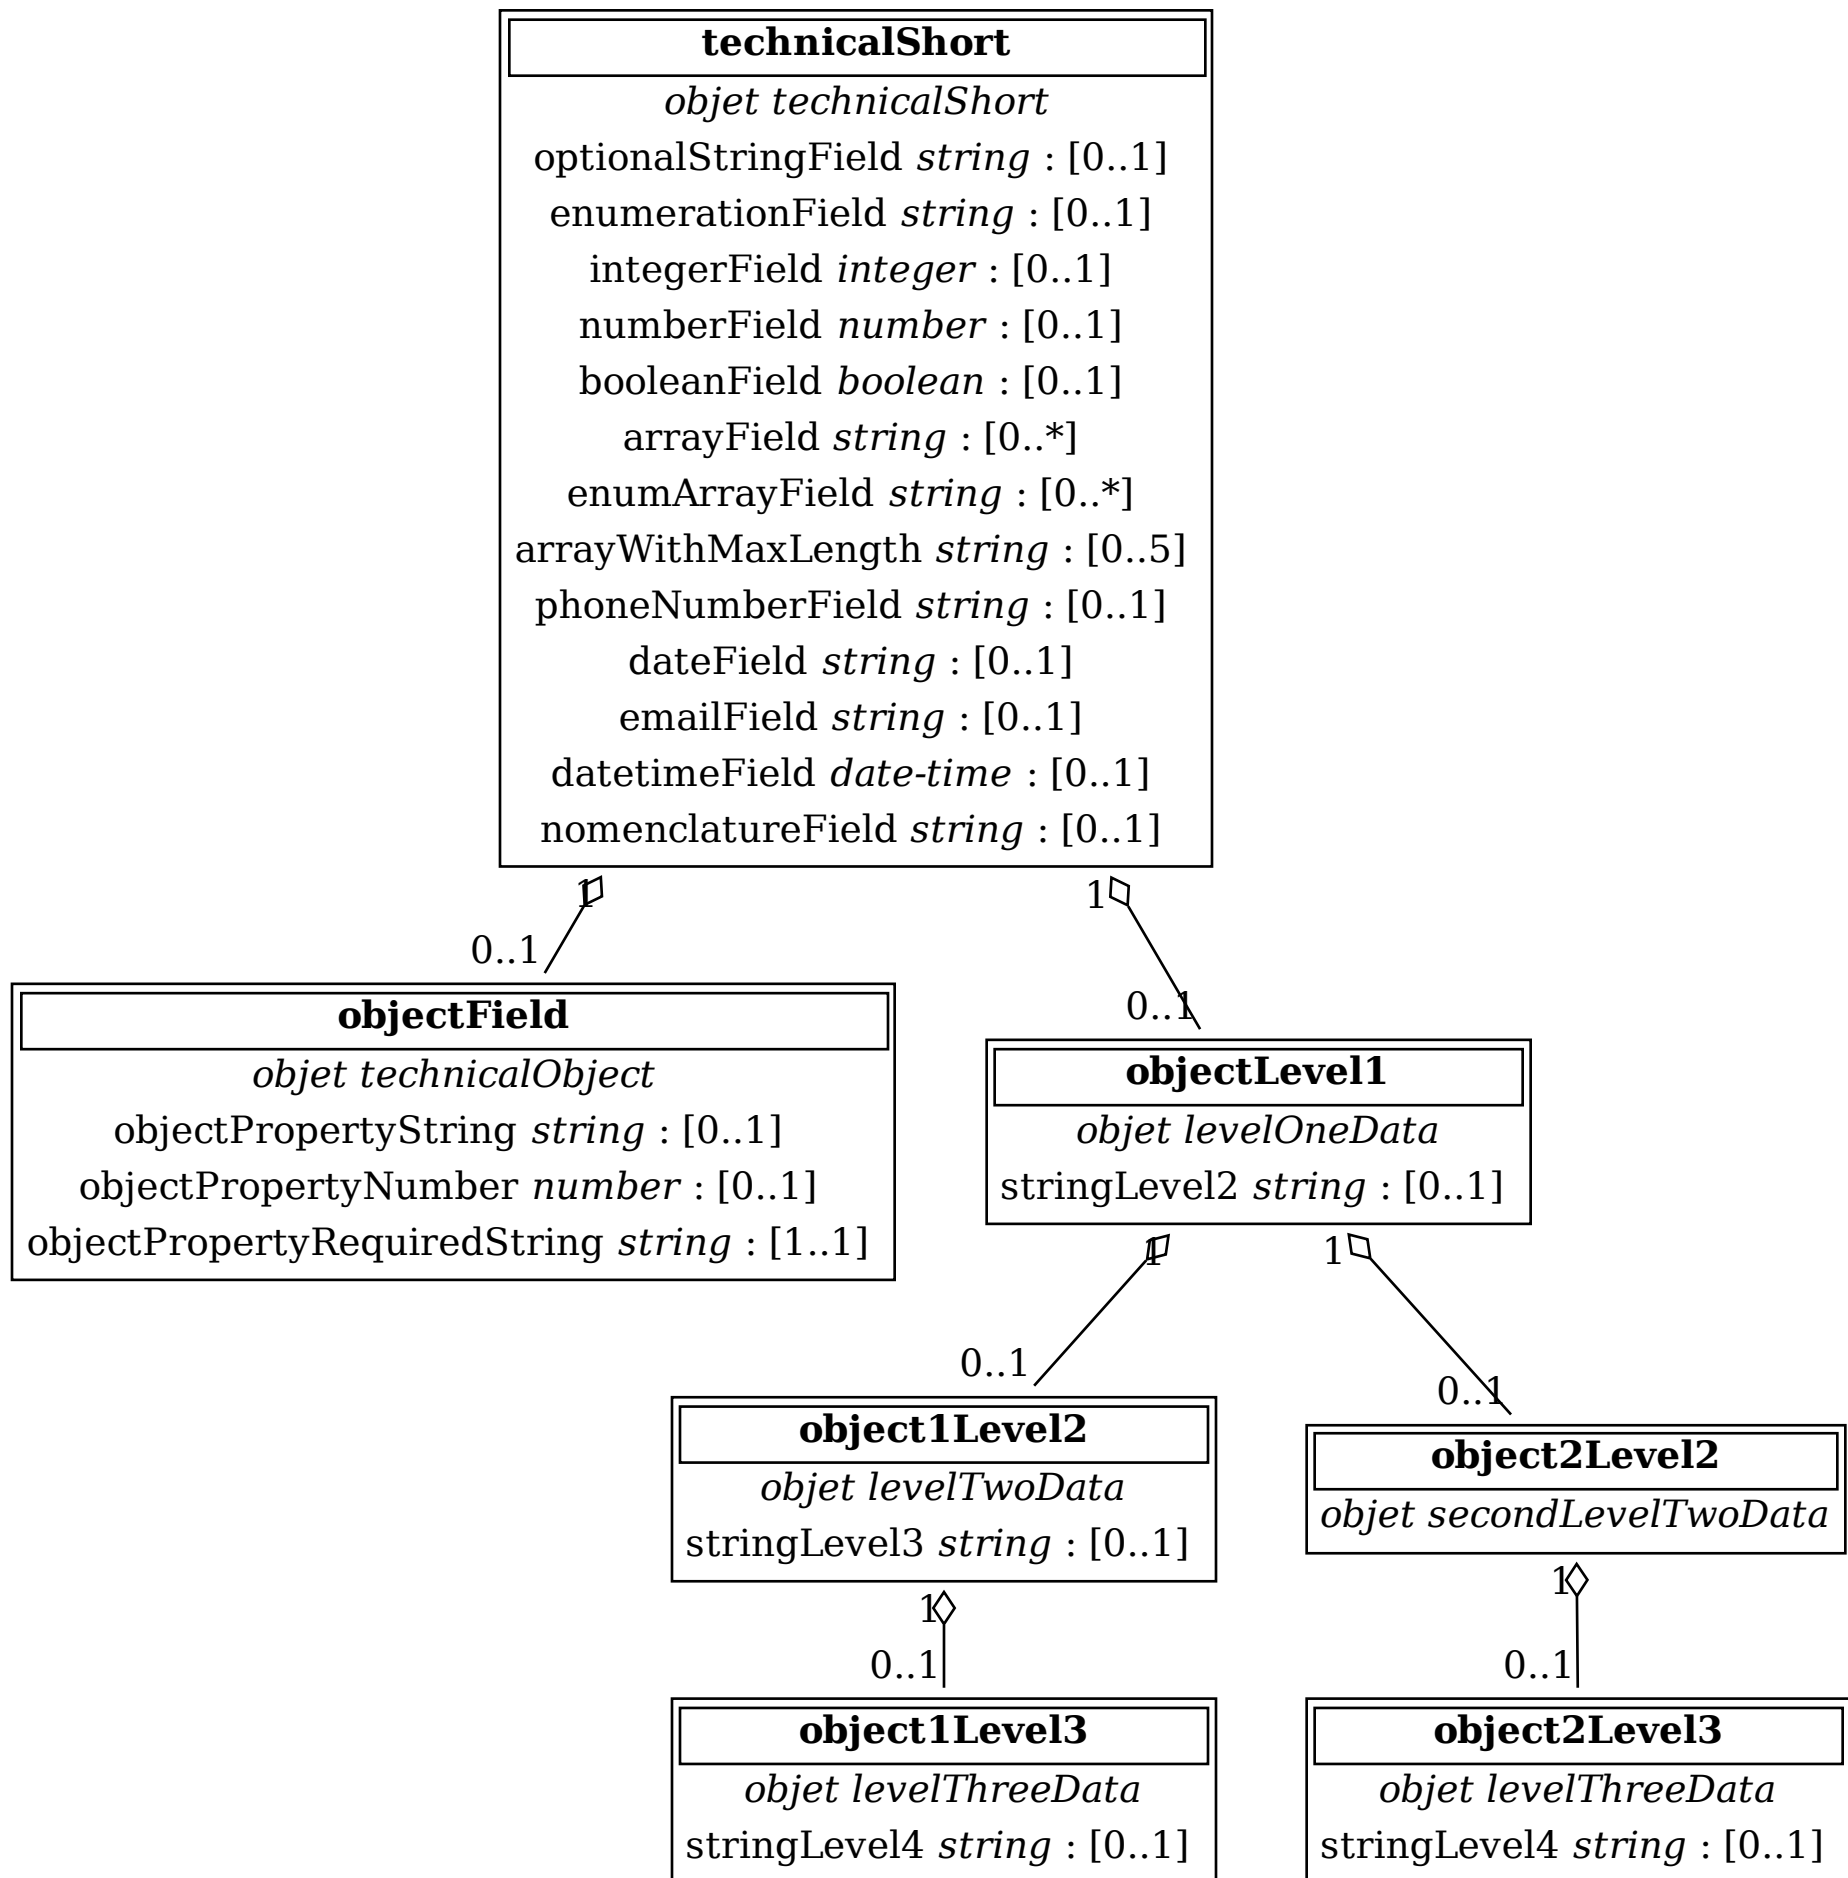 technicalShort
objet technicalShort
optionalStringField string : [0..1]
enumerationField string : [0..1]
integerField integer : [0..1]
numberField number : [0..1]
booleanField boolean : [0..1]
arrayField string : [0..*]
enumArrayField string : [0..*]
arrayWithMaxLength string : [0..5]
phoneNumberField string : [0..1]
dateField string : [0..1]
emailField string : [0..1]
datetimeField date-time : [0..1]
nomenclatureField string : [0..1]
1
1
0..1
0..1
objectField
objet technicalObject
objectPropertyString string : [0..1]
objectPropertyNumber number : [0..1]
objectPropertyRequiredString string : [1..1]
objectLevel1
objet levelOneData
stringLevel2 string : [0..1]
1
1
0..1
0..1
object1Level2
objet levelTwoData
stringLevel3 string : [0..1]
object2Level2
objet secondLevelTwoData
1
1
0..1
0..1
object1Level3
objet levelThreeData
stringLevel4 string : [0..1]
object2Level3
objet levelThreeData
stringLevel4 string : [0..1]